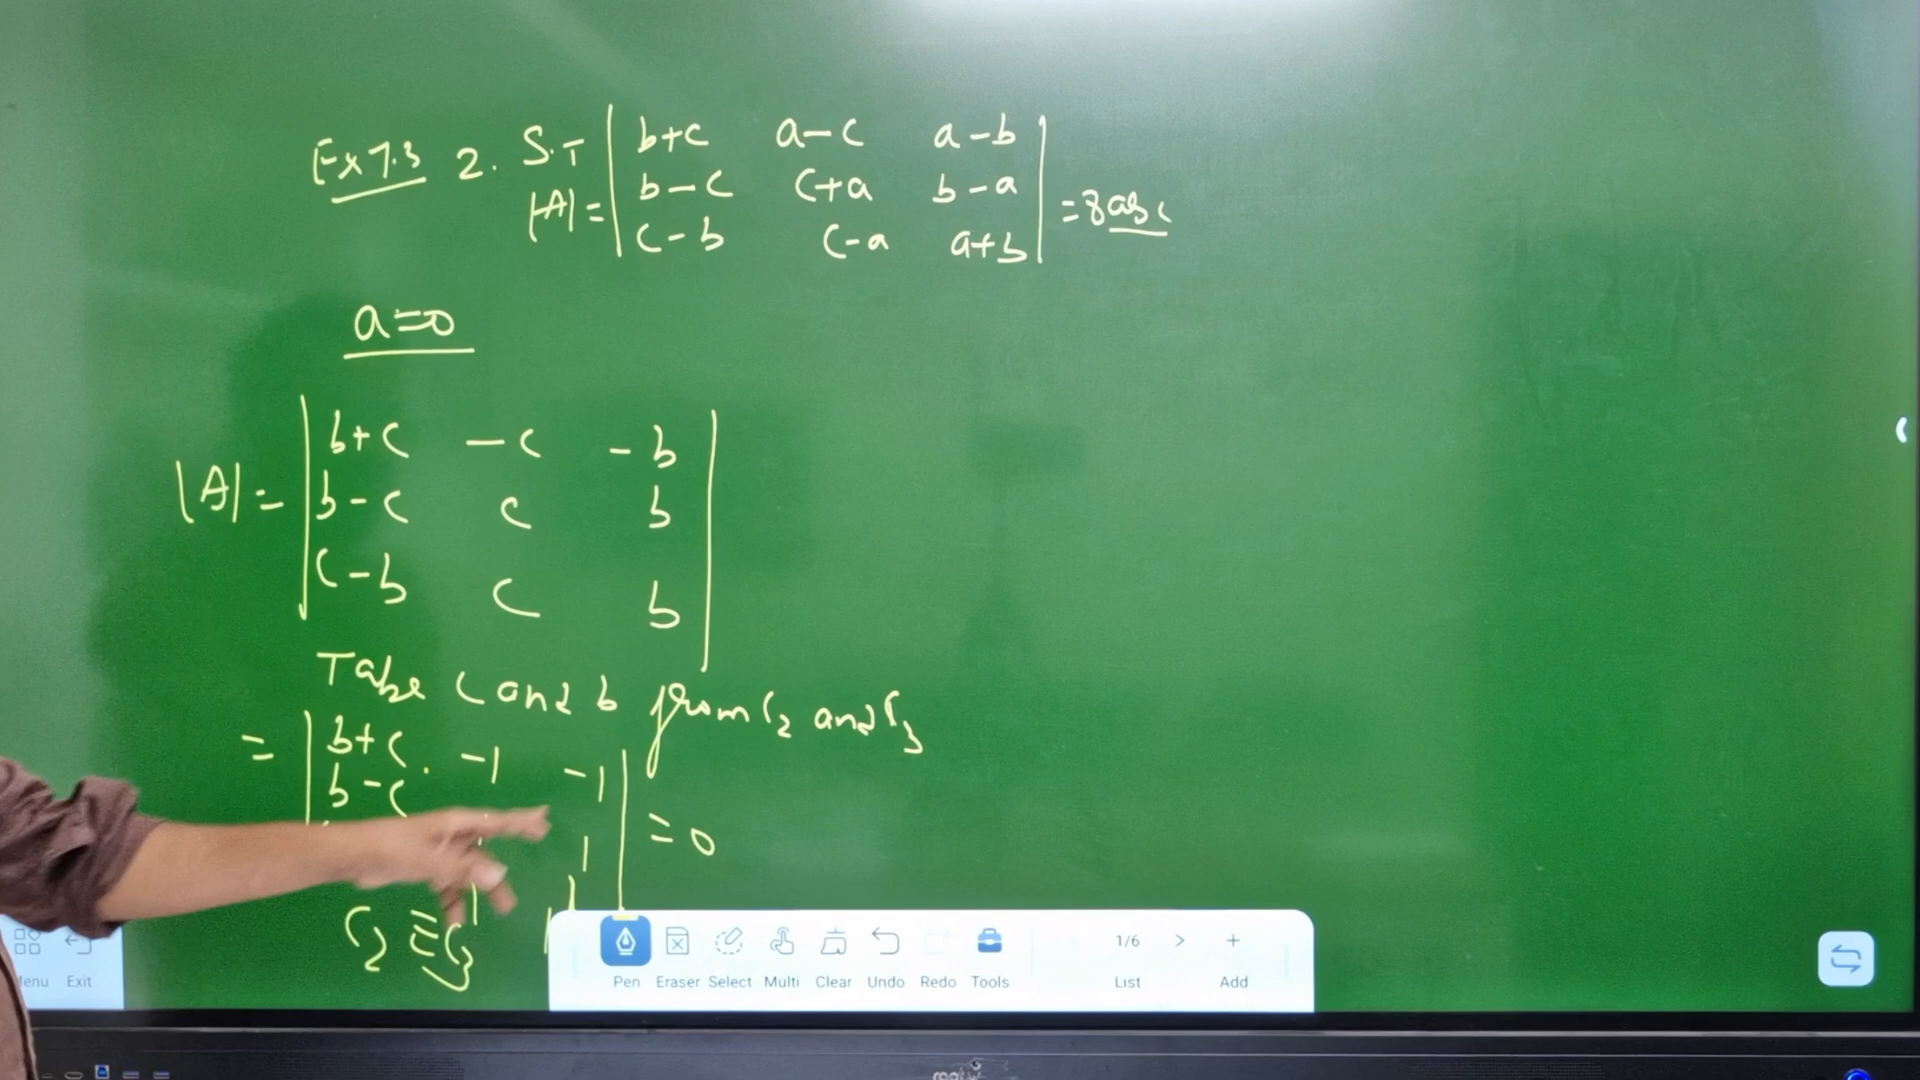 Ex 7.3 2. S.T
|A| = | b+c a-c a-b |
| b-c c+a b-a | = 8abc
| c-b c-a a+b |
a=0
| b+c -c -b |
|A| = | b-c c b |
| c-b c b |
Take c and b from C2 and C3
= | b+c -1 -1 |
| b-c 1 | = 0
C2 ≡ C3 1
Menu Exit Pen Eraser Select Multi Clear Undo Redo Tools 1/6 List Add